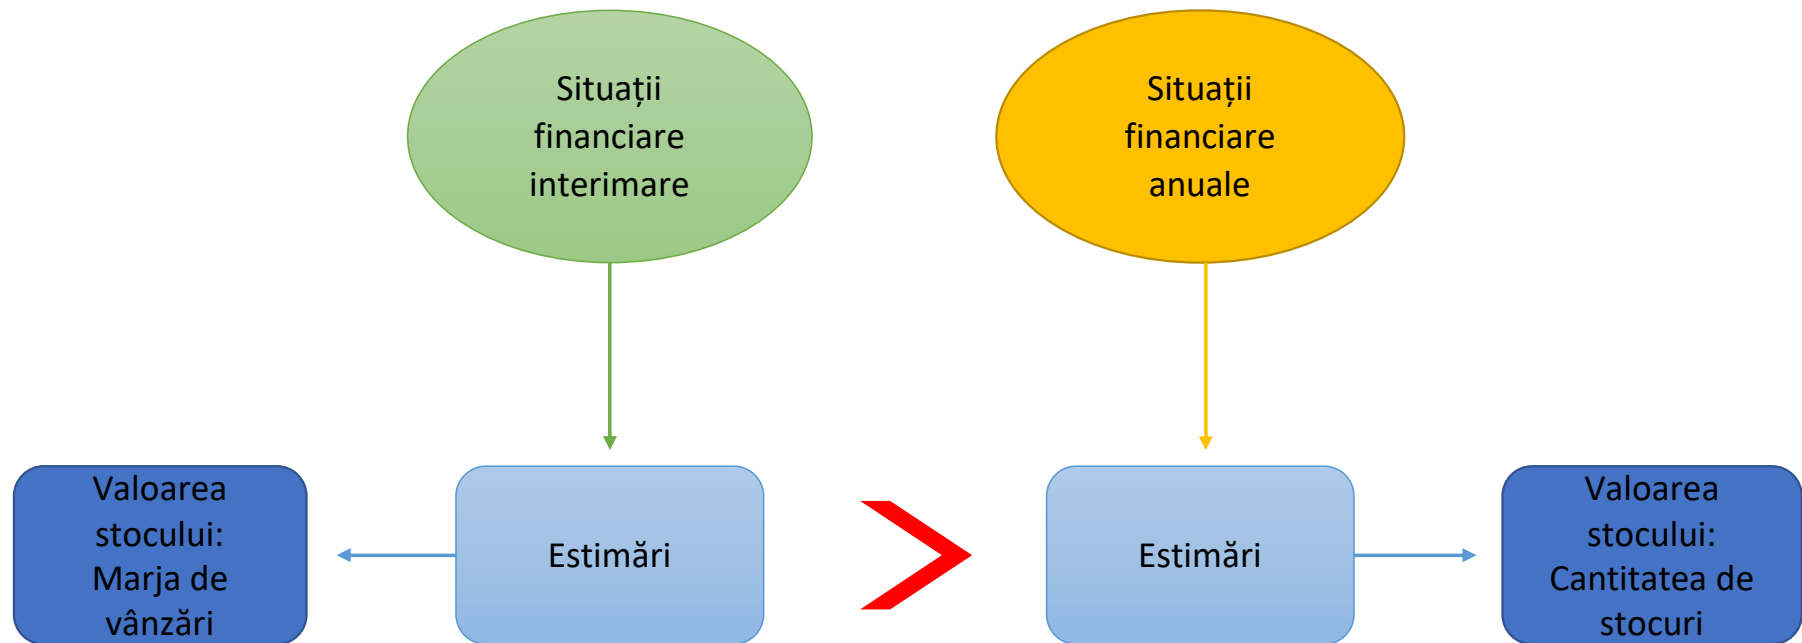 Situații
financiare
interimare
Situații
financiare
anuale
Valoarea
stocului:
Marja de
vânzări
Estimări
Estimări
Valoarea
stocului:
Cantitatea de
stocuri